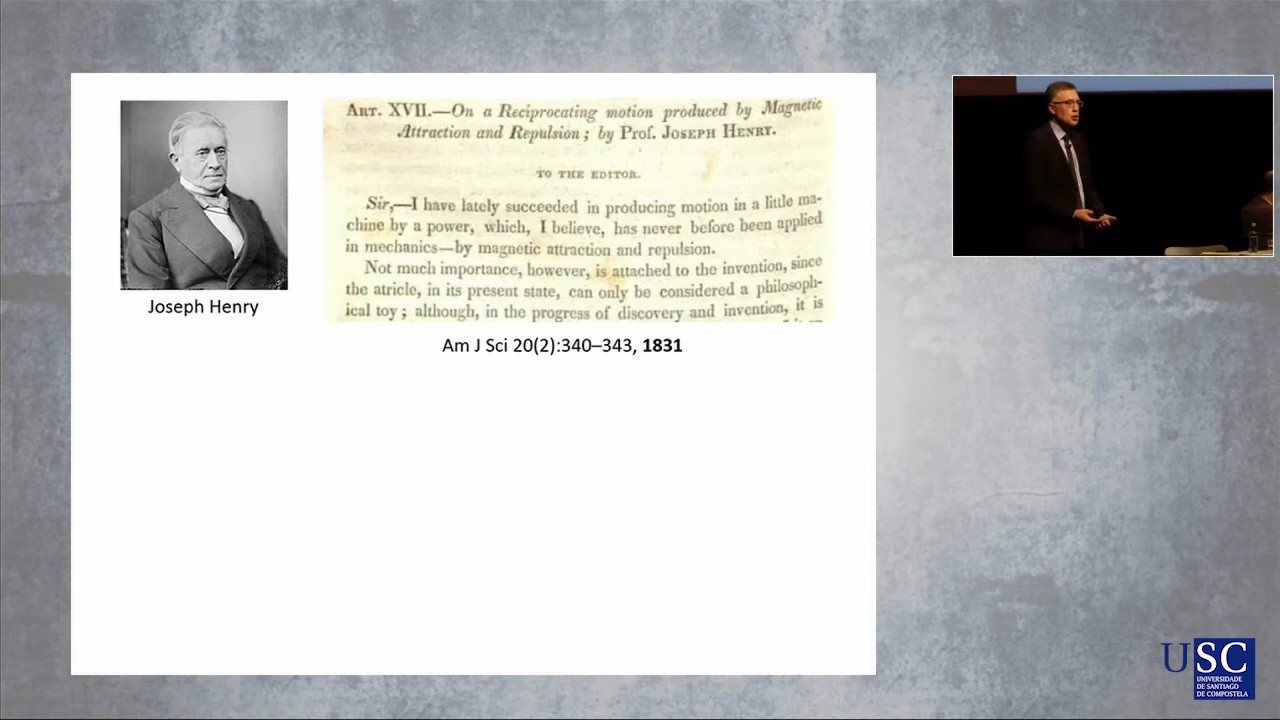 ART. XVII.—On a Reciprocating motion produced by Magnetic
Attraction and Repulsion; by Prof. JOSEPH HENRY.
TO THE EDITOR.
Sir,—I have lately succeeded in producing motion in a little ma-
chine by a power, which, I believe, has never before been applied
in mechanics—by magnetic attraction and repulsion.
Not much importance, however, is attached to the invention, since
the atricle, in its present state, can only be considered a philosoph-
ical toy; although, in the progress of discovery and invention, it is
Joseph Henry
Am J Sci 20(2):340–343, 1831
USC
UNIVERSIDADE
DE SANTIAGO
DE COMPOSTELA